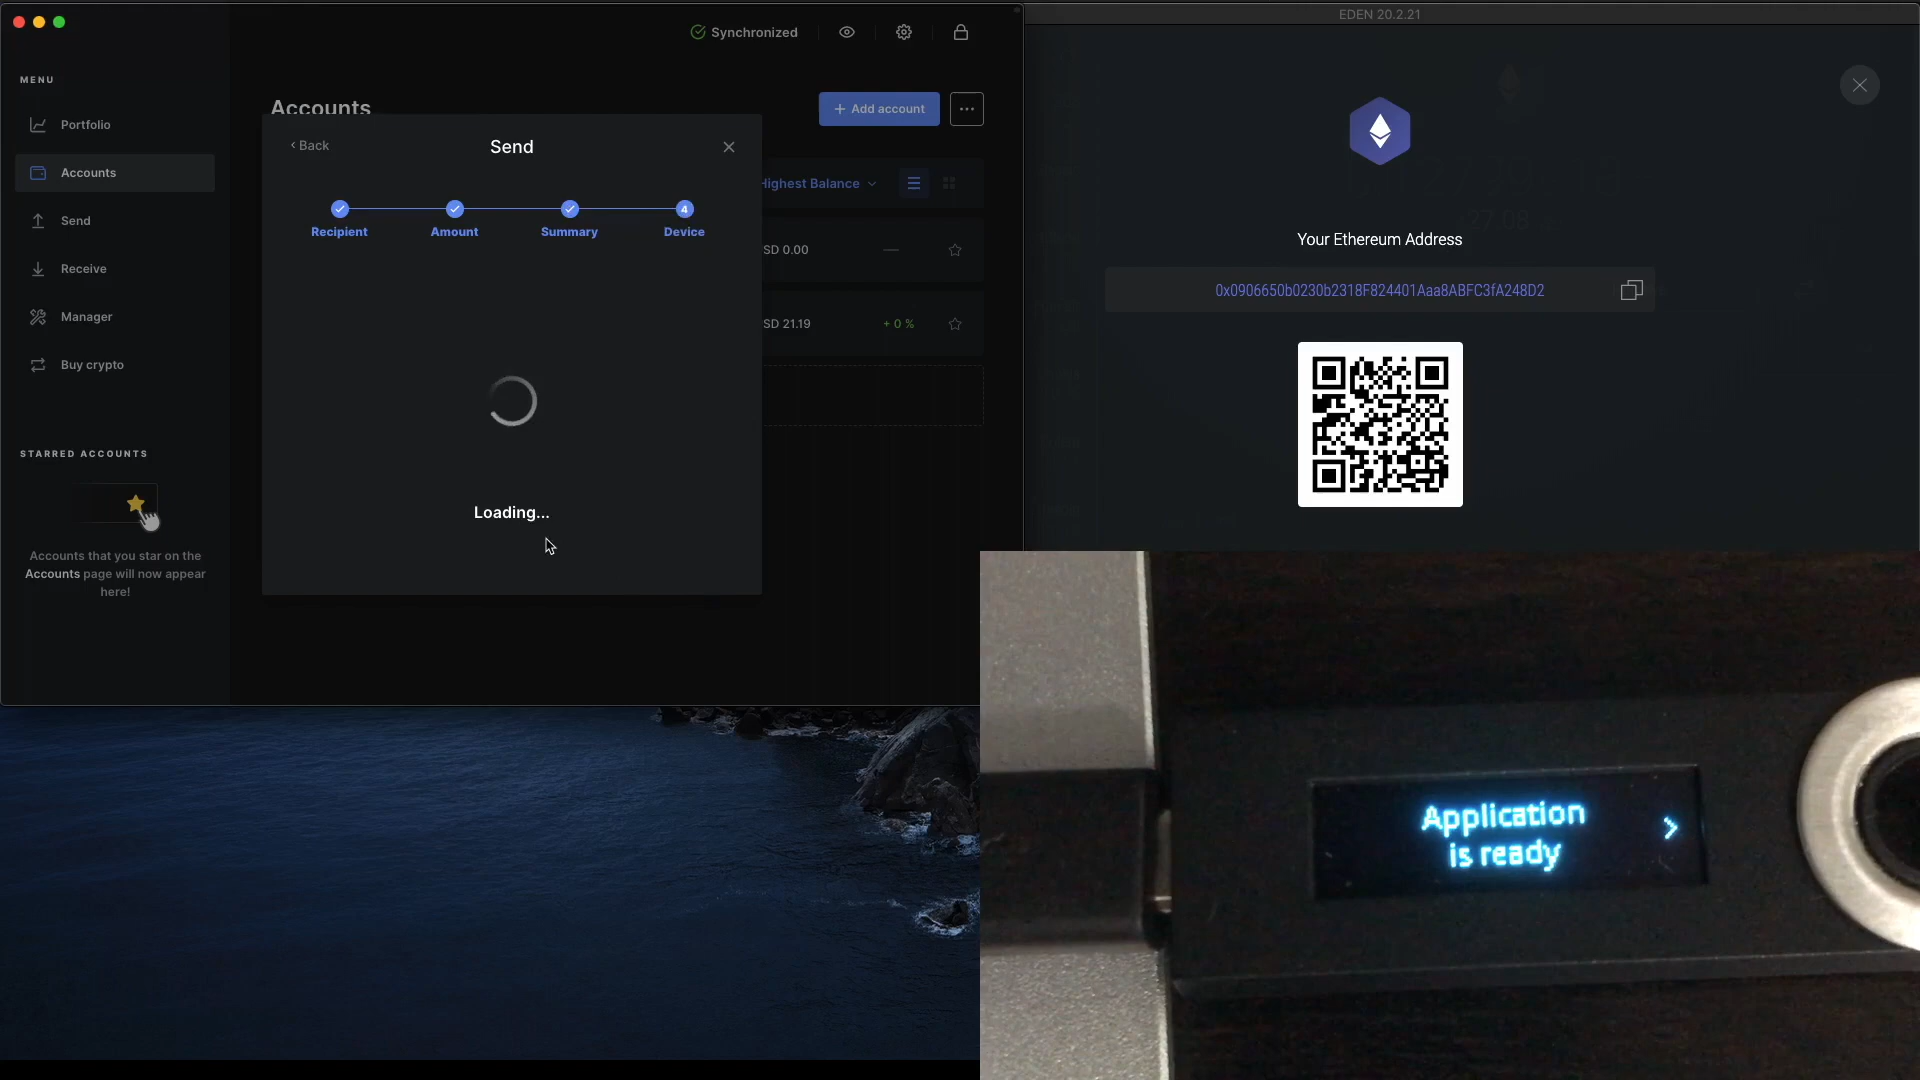 Synchronized
MENU
Portfolio
Accounts
Send
Receive
Manager
Buy crypto
STARRED ACCOUNTS
Accounts that you star on the
Accounts page will now appear
here!
Accounts
+ Add account
Highest Balance
SD 0.00
—
SD 21.19
+ 0 %
‹ Back
Send
4
Recipient
Amount
Summary
Device
Loading...
EDEN 20.2.21
Your Ethereum Address
0x0906650b0230b2318F824401Aaa8ABFC3fA248D2
Application
is ready